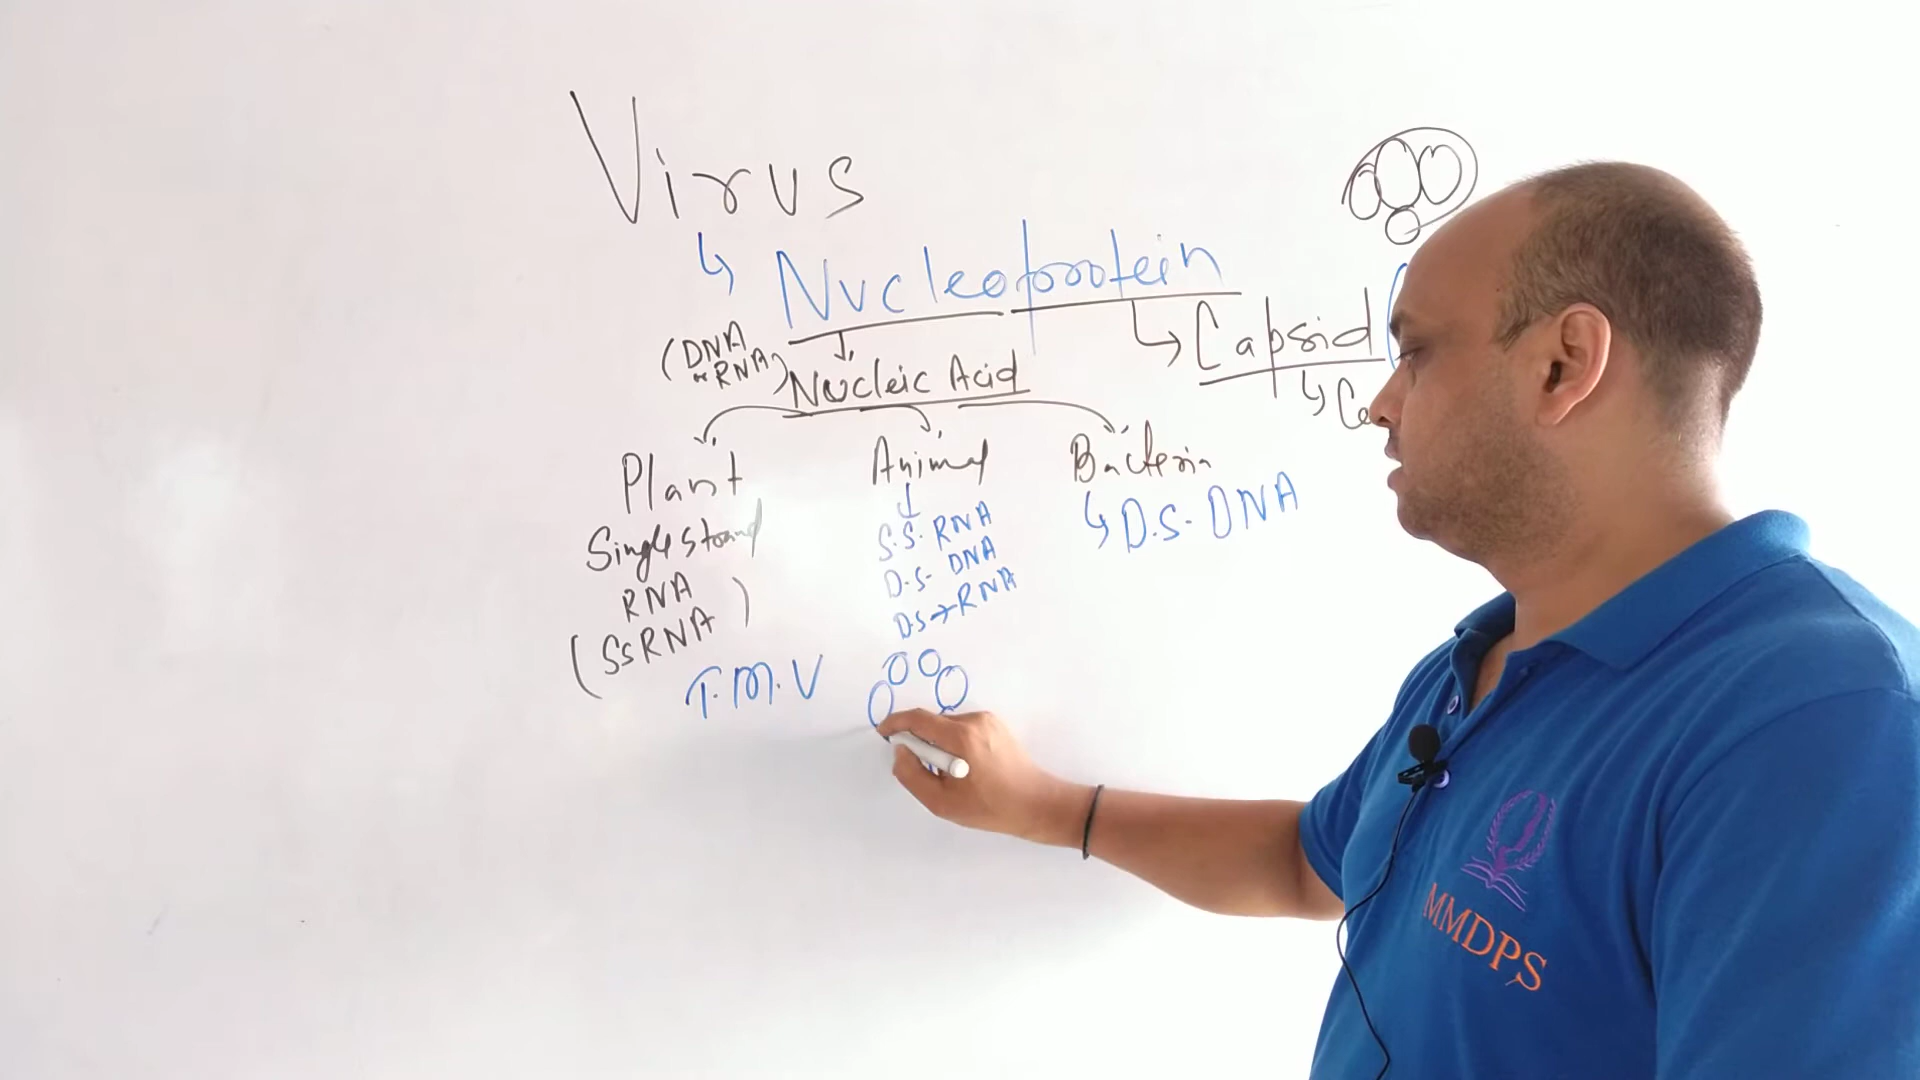 Virus
↳ Nucleoprotein
(DNA
or RNA)
Nucleic Acid
↳ Capsid (
↳ Ca
Plant
Animal
Bacteria
Single strand
RNA
(SsRNA)
S.S. RNA
D.S. DNA
D.S → RNA
↳ D.S. DNA
T.M.V
MMDPS